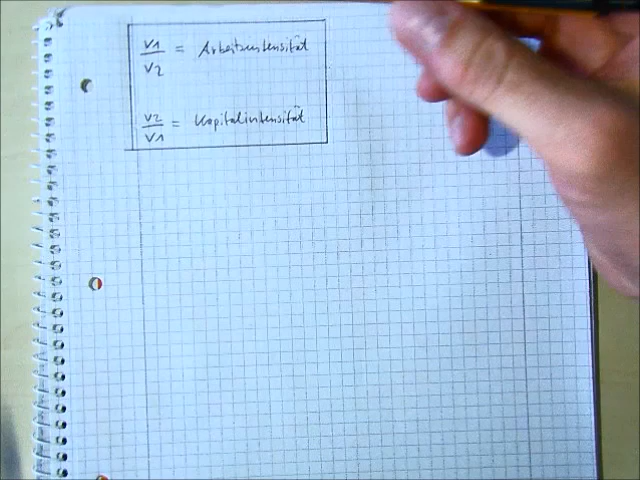 v1/v2 = Arbeitsintensität
v2/v1 = Kapitalintensität